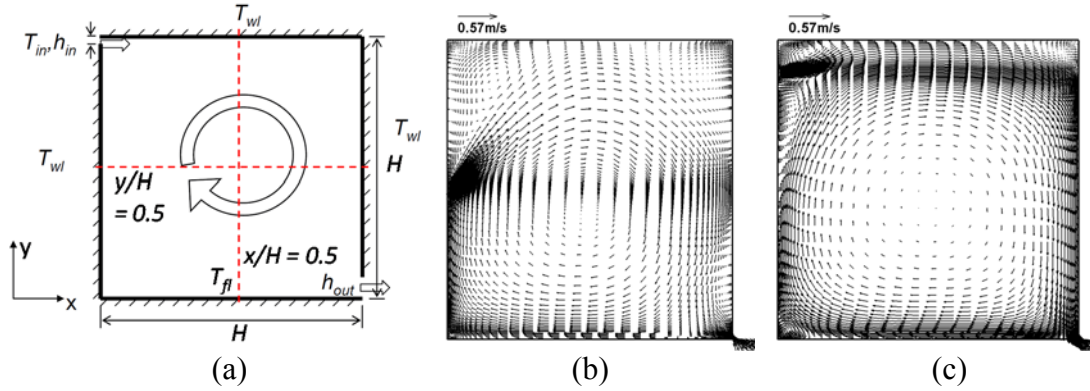 T_wl
T_in, h_in
T_wl
T_wl
H
y/H
= 0.5
y
x/H = 0.5
T_fl
h_out
x
H
(a)
0.57m/s
(b)
0.57m/s
(c)